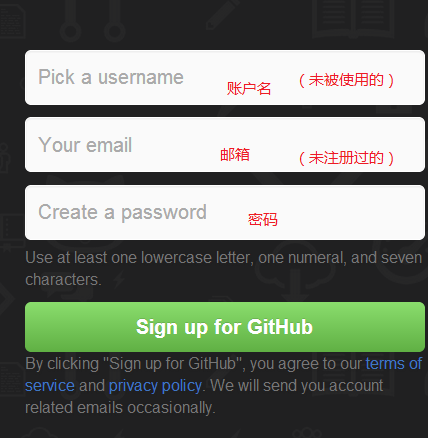 Pick a username 账户名 （未被使用的）
Your email 邮箱 （未注册过的）
Create a password 密码
Use at least one lowercase letter, one numeral, and seven
characters.
Sign up for GitHub
By clicking "Sign up for GitHub", you agree to our terms of
service and privacy policy. We will send you account
related emails occasionally.